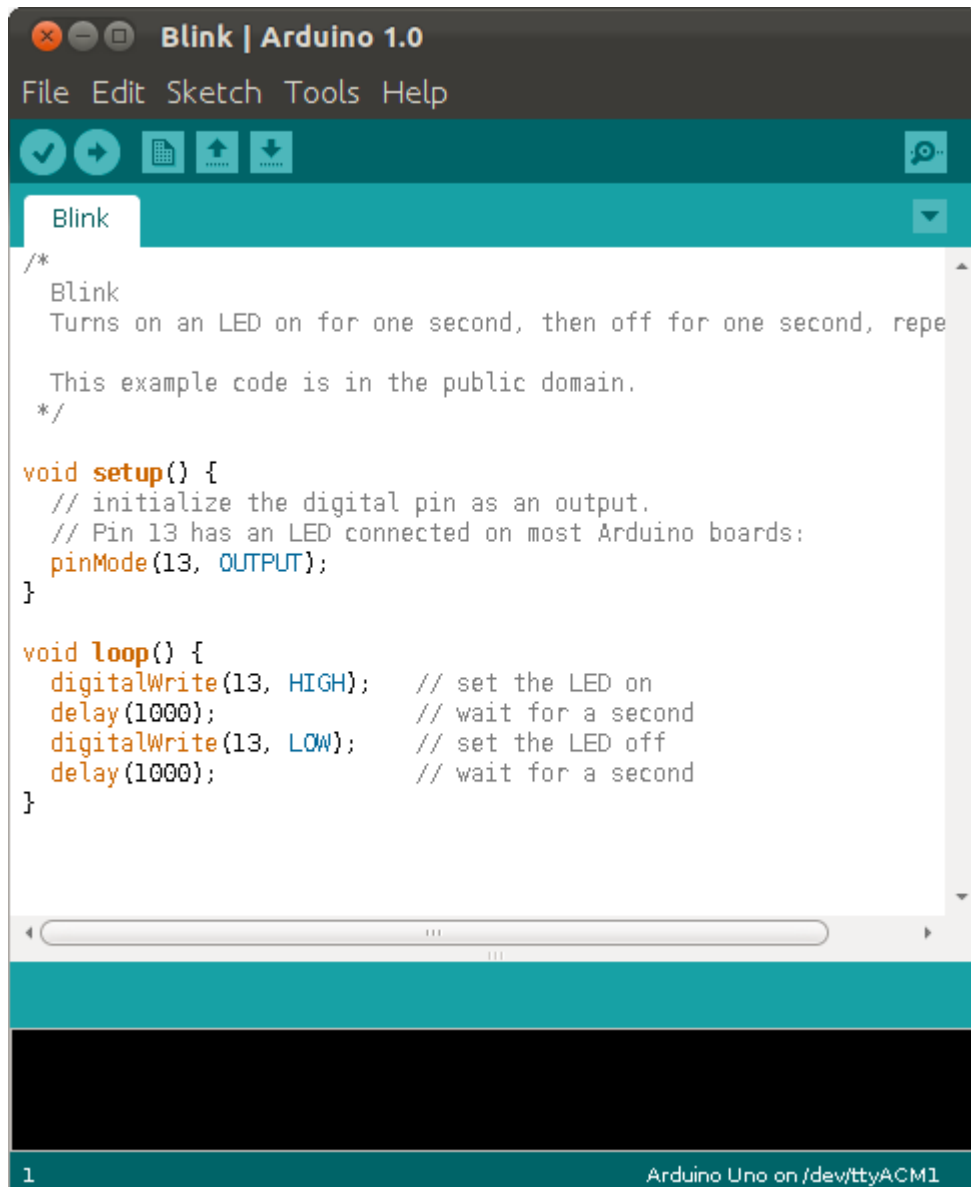 Blink | Arduino 1.0
File Edit Sketch Tools Help
Blink
/*
  Blink
  Turns on an LED on for one second, then off for one second, repe

  This example code is in the public domain.
 */

void setup() {
  // initialize the digital pin as an output.
  // Pin 13 has an LED connected on most Arduino boards:
  pinMode(13, OUTPUT);
}

void loop() {
  digitalWrite(13, HIGH);   // set the LED on
  delay(1000);              // wait for a second
  digitalWrite(13, LOW);    // set the LED off
  delay(1000);              // wait for a second
}
1 Arduino Uno on /dev/ttyACM1